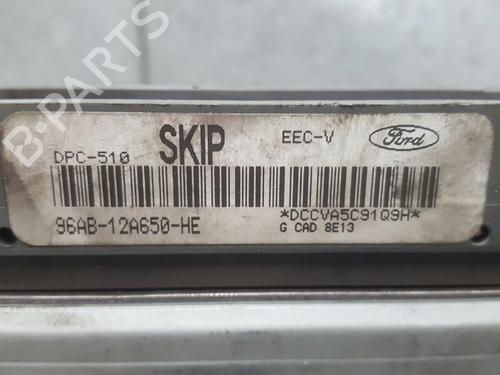 B-PARTS
DPC-510 SKIP EEC-V Ford
96AB-12A650-HE *DCCVA5C91Q9H*
G CAD 8E13